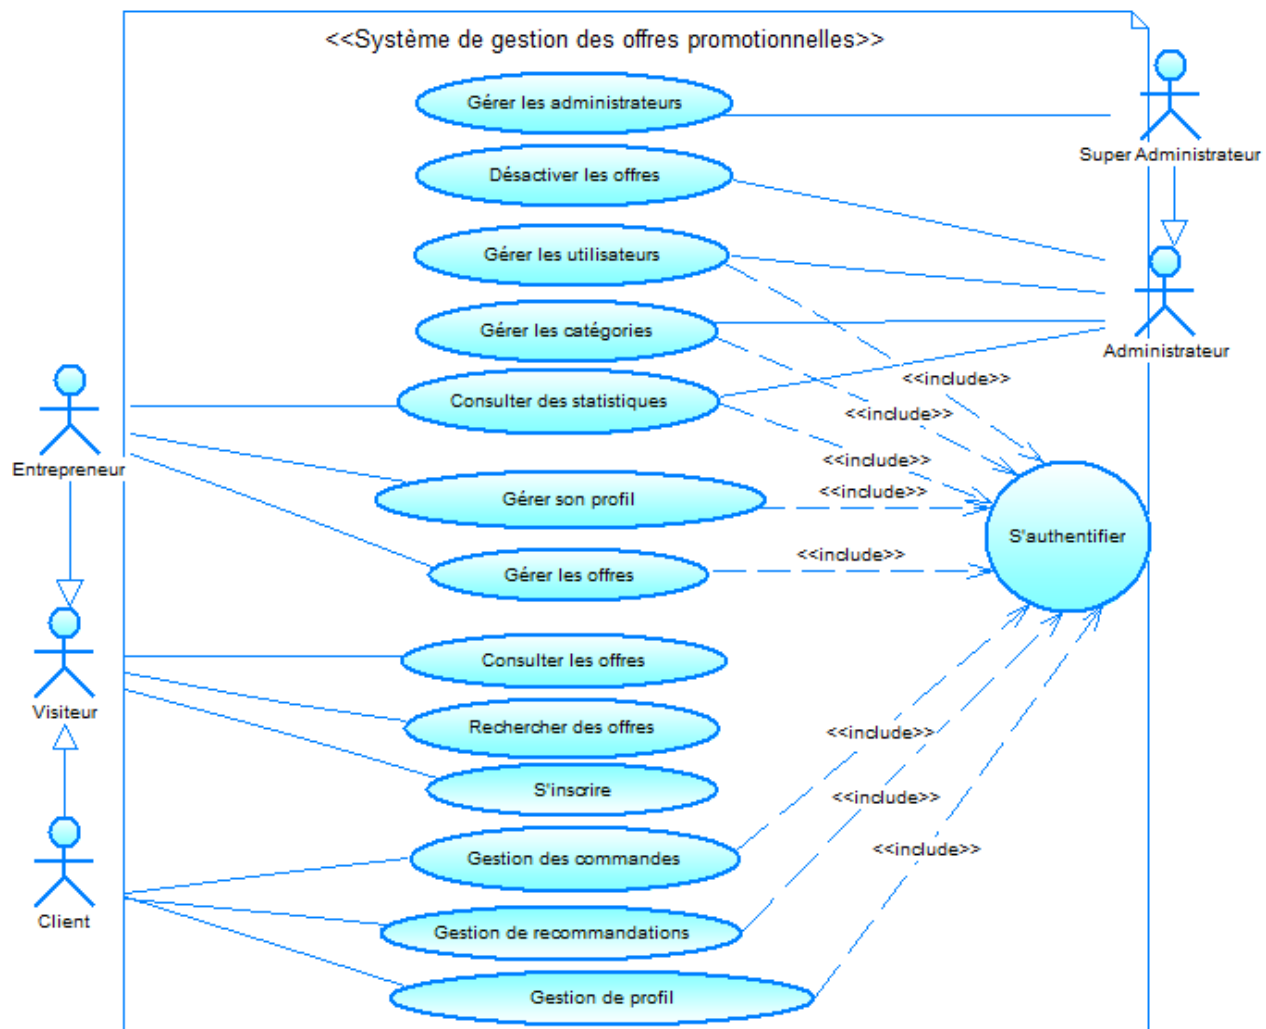 <<Système de gestion des offres promotionnelles>>
Gérer les administrateurs
Super Administrateur
Désactiver les offres
Gérer les utilisateurs
Gérer les catégories
Administrateur
<<include>>
Consulter des statistiques
<<include>>
Entrepreneur
<<include>>
Gérer son profil
<<include>>
S'authentifier
<<include>>
Gérer les offres
Consulter les offres
Visiteur
Rechercher des offres
<<include>>
S'inscrire
<<include>>
Gestion des commandes
<<include>>
Client
Gestion de recommandations
Gestion de profil